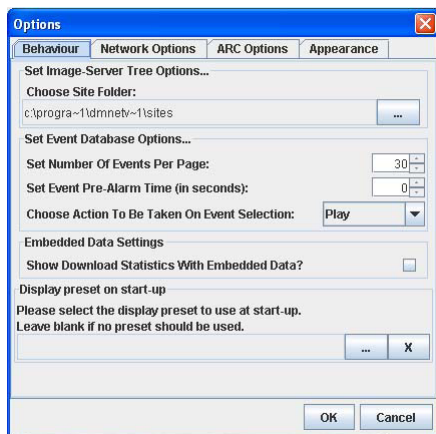 Options
Behaviour Network Options ARC Options Appearance
Set Image-Server Tree Options...
Choose Site Folder:
c:\progra~1\dmnetv~1\sites ...
Set Event Database Options...
Set Number Of Events Per Page: 30
Set Event Pre-Alarm Time (in seconds): 0
Choose Action To Be Taken On Event Selection: Play
Embedded Data Settings
Show Download Statistics With Embedded Data?
Display preset on start-up
Please select the display preset to use at start-up.
Leave blank if no preset should be used.
... X
OK Cancel